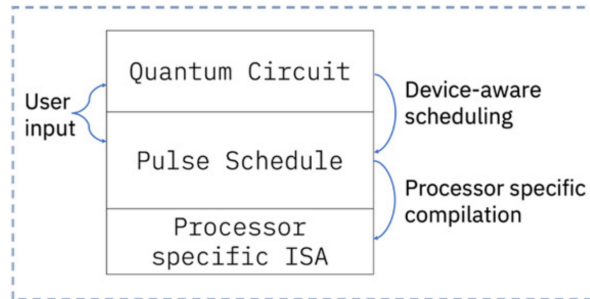 Quantum Circuit
User
input
Device-aware
scheduling
Pulse Schedule
Processor specific
compilation
Processor
specific ISA